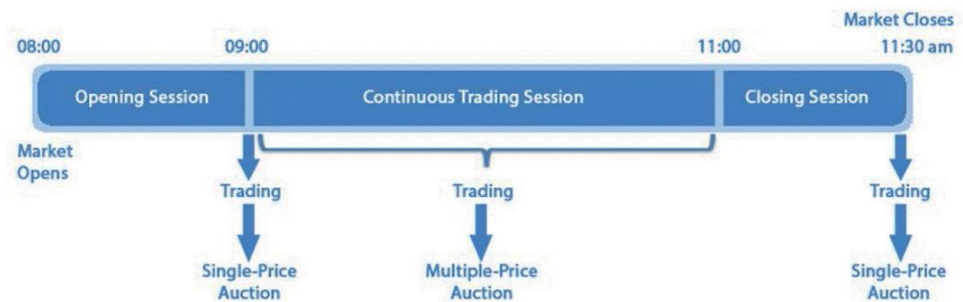 Market Closes
08:00 09:00 11:00 11:30 am
Opening Session Continuous Trading Session Closing Session
Market
Opens
Trading Trading Trading
Single-Price Multiple-Price Single-Price
Auction Auction Auction